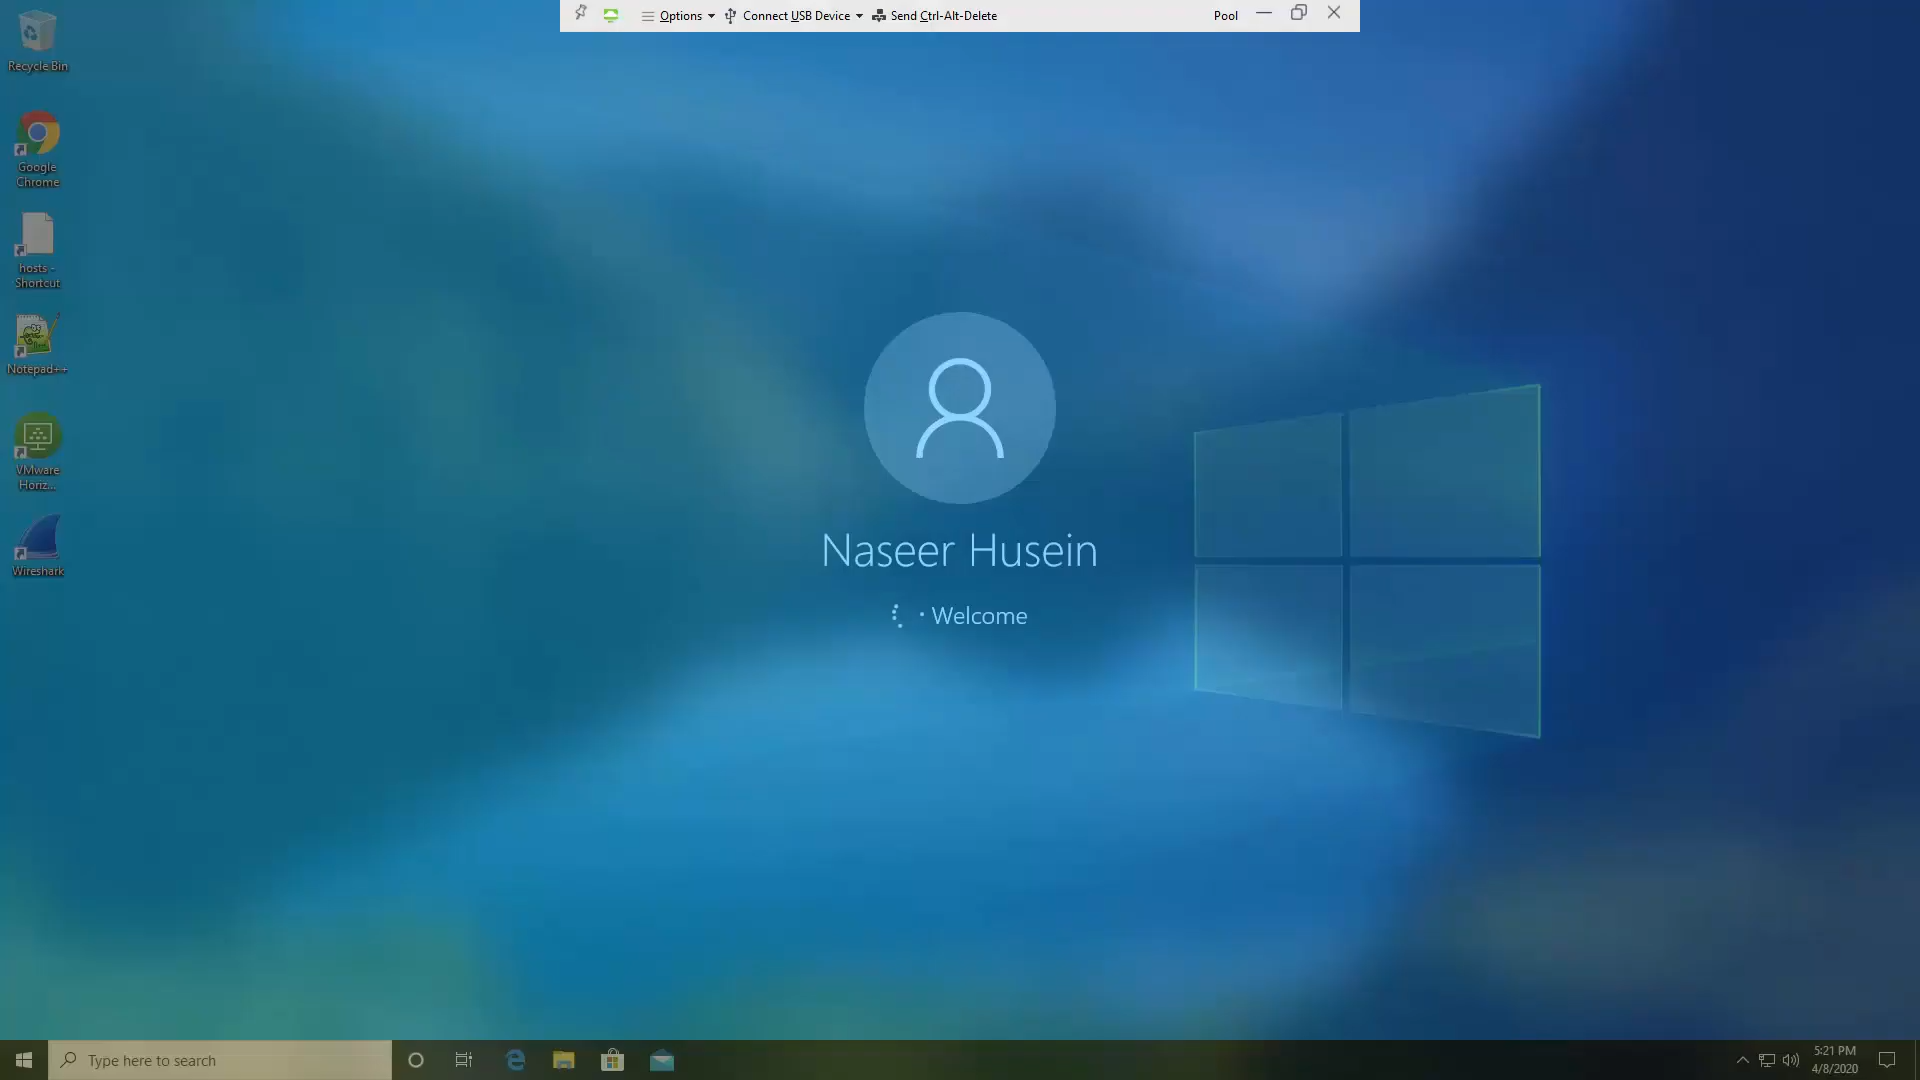 Options
Connect USB Device
Send Ctrl-Alt-Delete
Pool
Recycle Bin
Google
Chrome
hosts -
Shortcut
Notepad++
VMware
Horiz...
Wireshark
Naseer Husein
Welcome
Type here to search
5:21 PM
4/8/2020